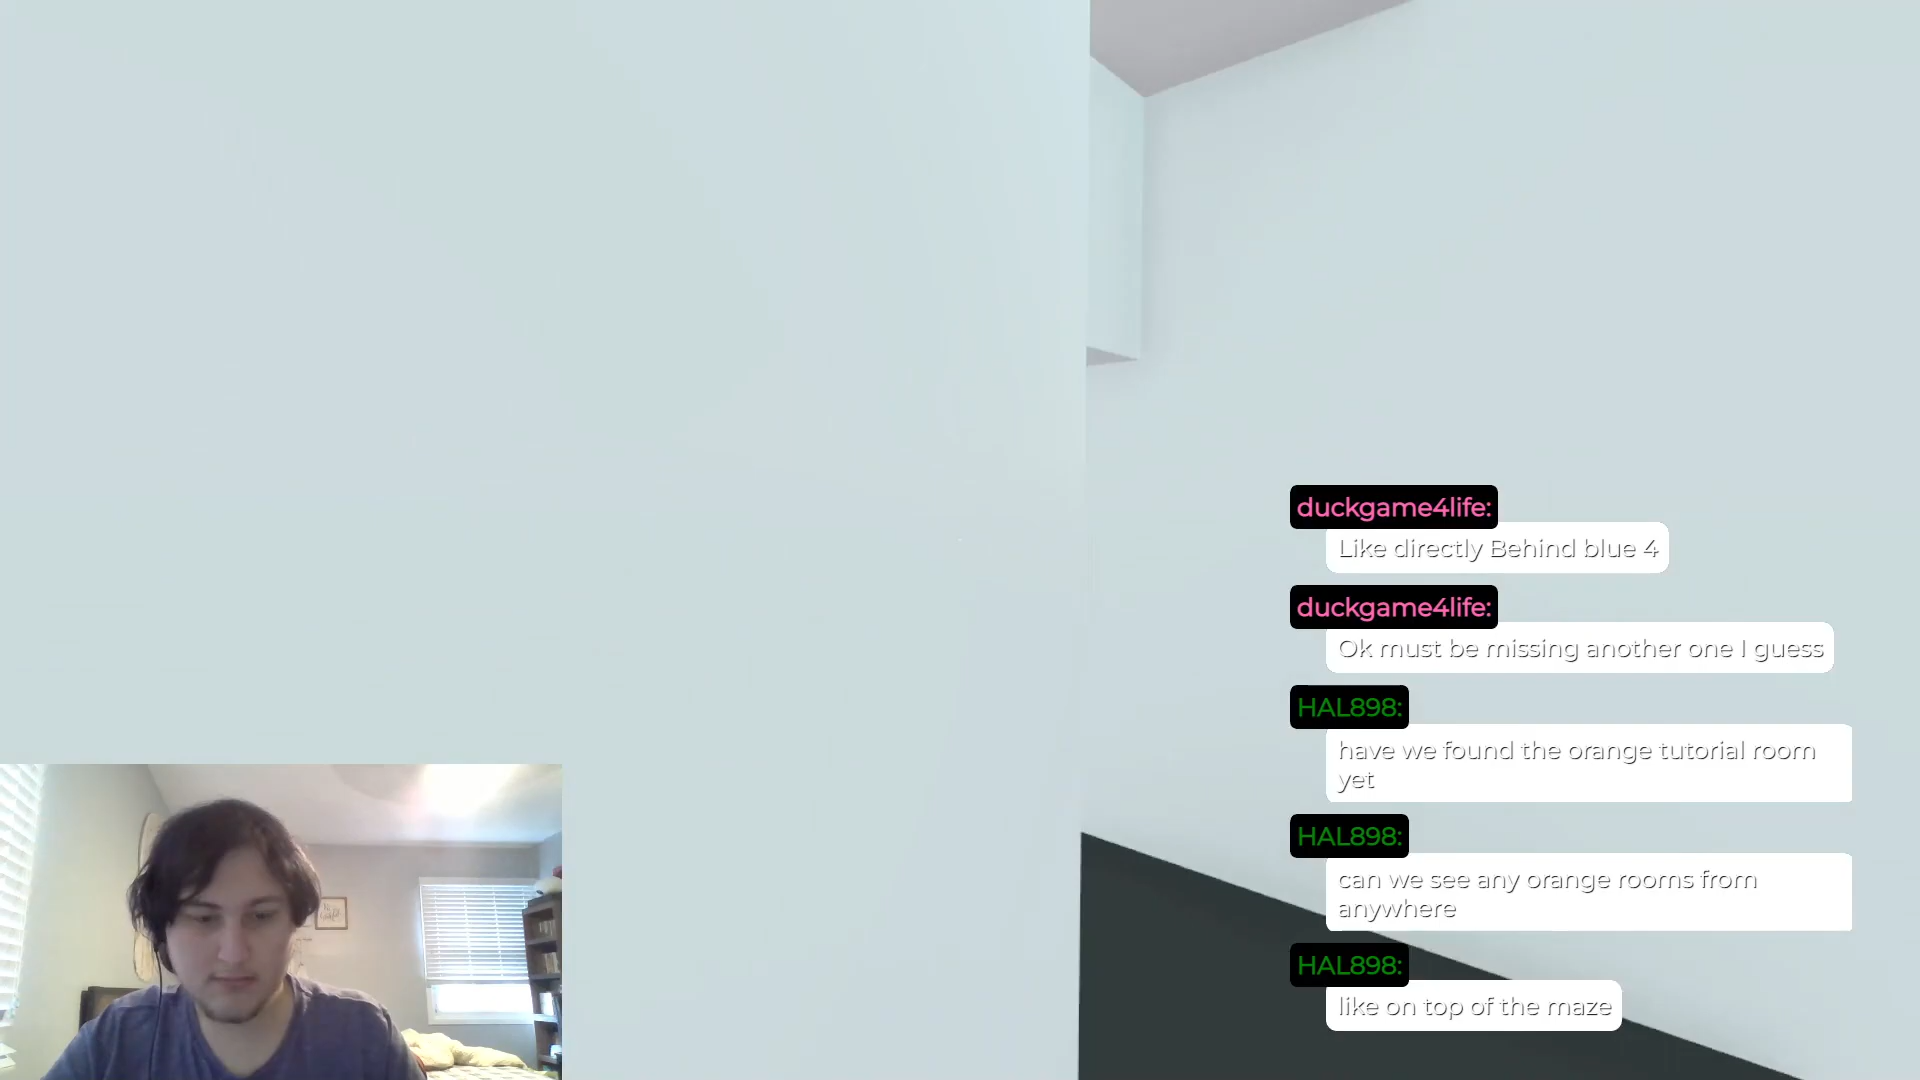 duckgame4life:
Like directly Behind blue 4
duckgame4life:
Ok must be missing another one I guess
HAL898:
have we found the orange tutorial room
yet
HAL898:
can we see any orange rooms from
anywhere
HAL898:
like on top of the maze